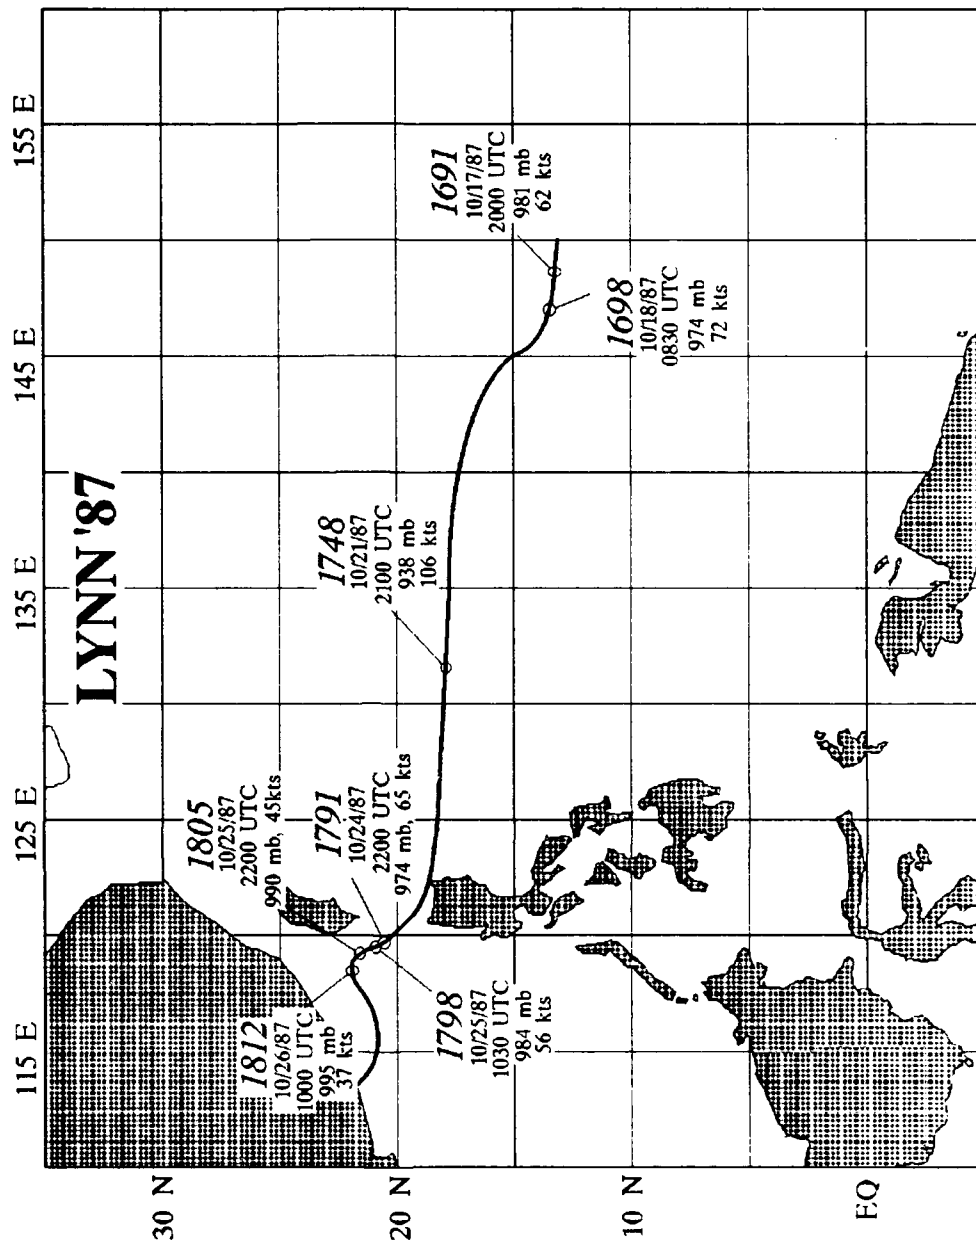 LYNN '87
115 E
125 E
135 E
145 E
155 E
30 N
20 N
10 N
EQ
1812
10/26/87
1000 UTC
995 mb
37 kts
1805
10/25/87
2200 UTC
990 mb, 45kts
1791
10/24/87
2200 UTC
974 mb, 65 kts
1798
10/25/87
1030 UTC
984 mb
56 kts
1748
10/21/87
2100 UTC
938 mb
106 kts
1691
10/17/87
2000 UTC
981 mb
62 kts
1698
10/18/87
0830 UTC
974 mb
72 kts